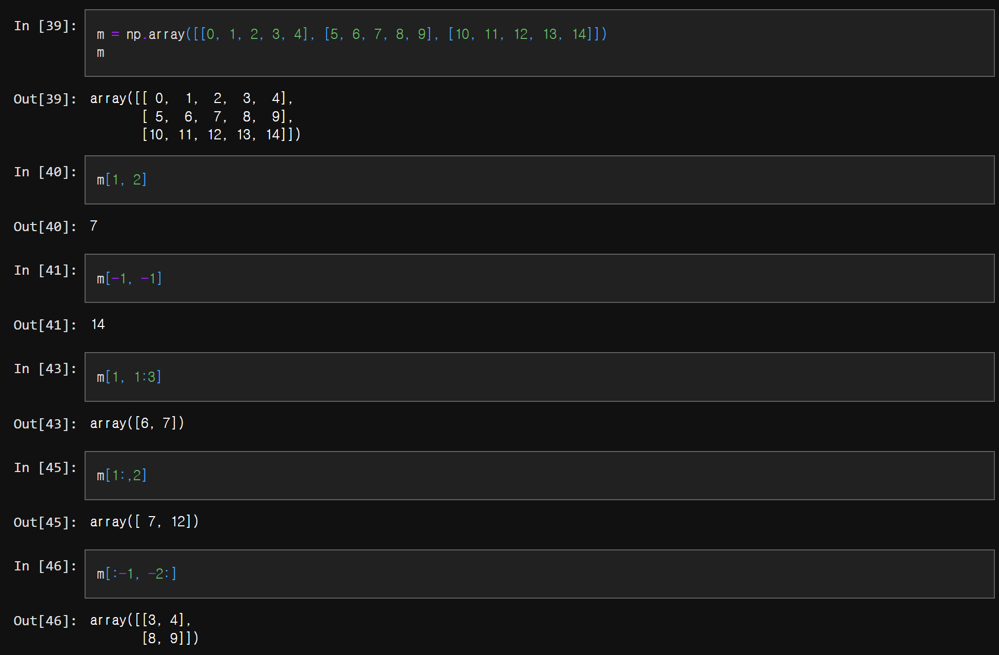 In [39]: m = np.array([[0, 1, 2, 3, 4], [5, 6, 7, 8, 9], [10, 11, 12, 13, 14]])
m
Out[39]: array([[ 0,  1,  2,  3,  4],
       [ 5,  6,  7,  8,  9],
       [10, 11, 12, 13, 14]])
In [40]: m[1, 2]
Out[40]: 7
In [41]: m[-1, -1]
Out[41]: 14
In [43]: m[1, 1:3]
Out[43]: array([6, 7])
In [45]: m[1:,2]
Out[45]: array([ 7, 12])
In [46]: m[:-1, -2:]
Out[46]: array([[3, 4],
       [8, 9]])